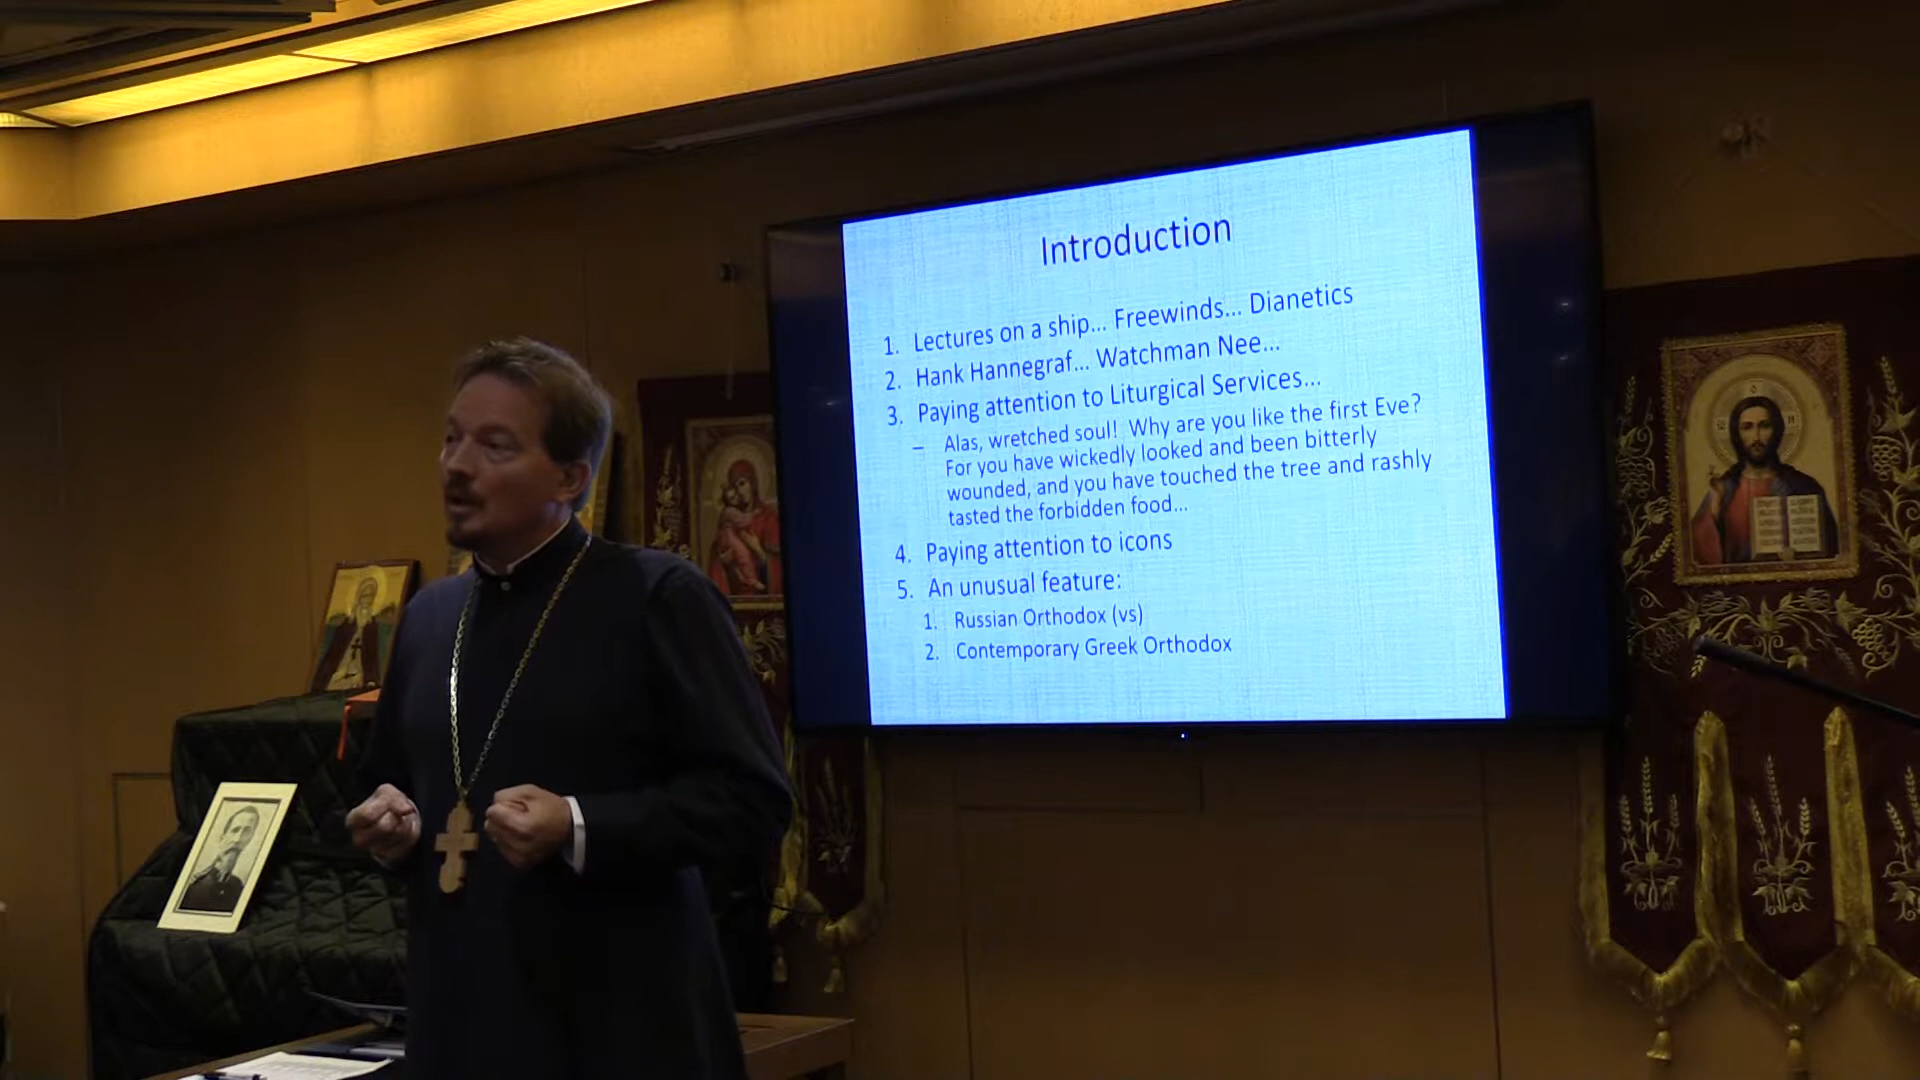 Introduction
1. Lectures on a ship... Freewinds... Dianetics
2. Hank Hannegraf... Watchman Nee...
3. Paying attention to Liturgical Services...
– Alas, wretched soul! Why are you like the first Eve?
For you have wickedly looked and been bitterly
wounded, and you have touched the tree and rashly
tasted the forbidden food...
4. Paying attention to icons
5. An unusual feature:
1. Russian Orthodox (vs)
2. Contemporary Greek Orthodox